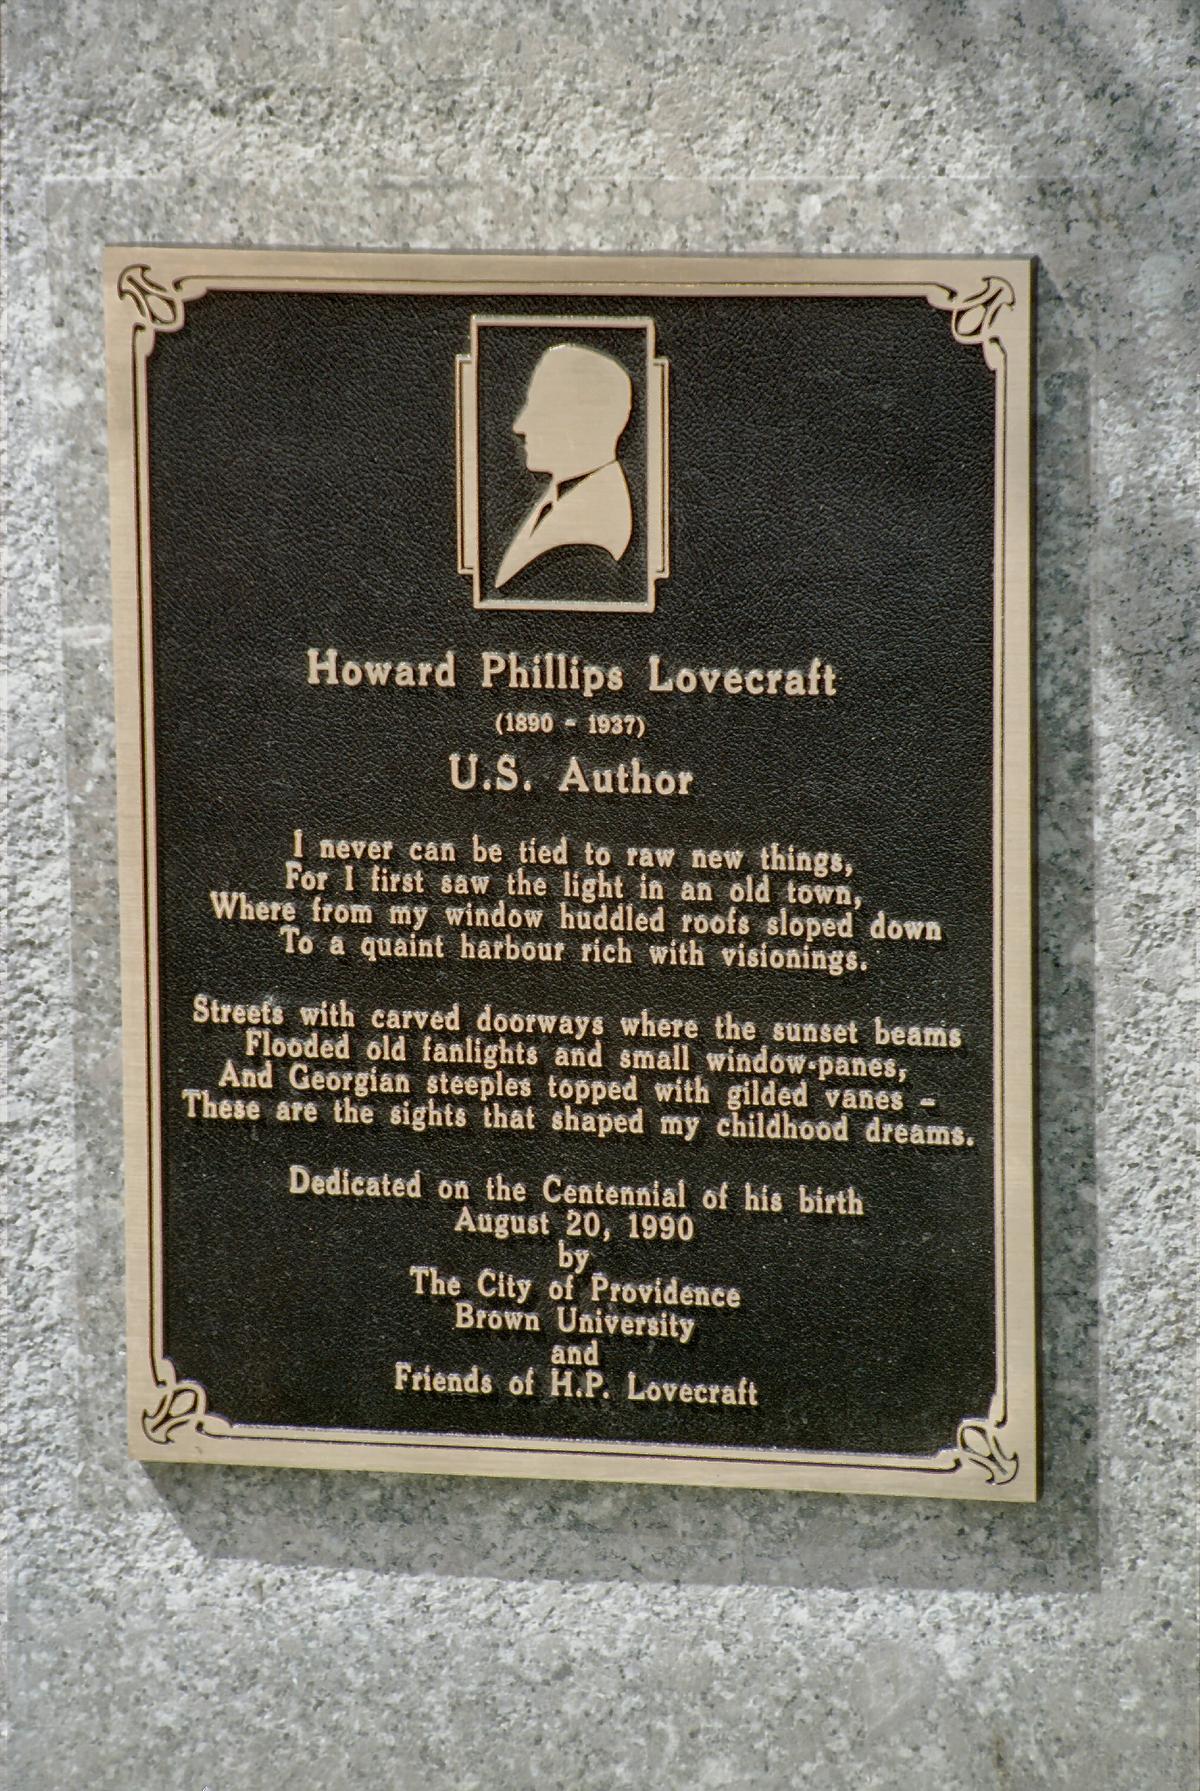 Howard Phillips Lovecraft
(1890 - 1937)
U.S. Author
I never can be tied to raw new things,
For I first saw the light in an old town,
Where from my window huddled roofs sloped down
To a quaint harbour rich with visionings.
Streets with carved doorways where the sunset beams
Flooded old fanlights and small window-panes,
And Georgian steeples topped with gilded vanes -
These are the sights that shaped my childhood dreams.
Dedicated on the Centennial of his birth
August 20, 1990
by
The City of Providence
Brown University
and
Friends of H.P. Lovecraft